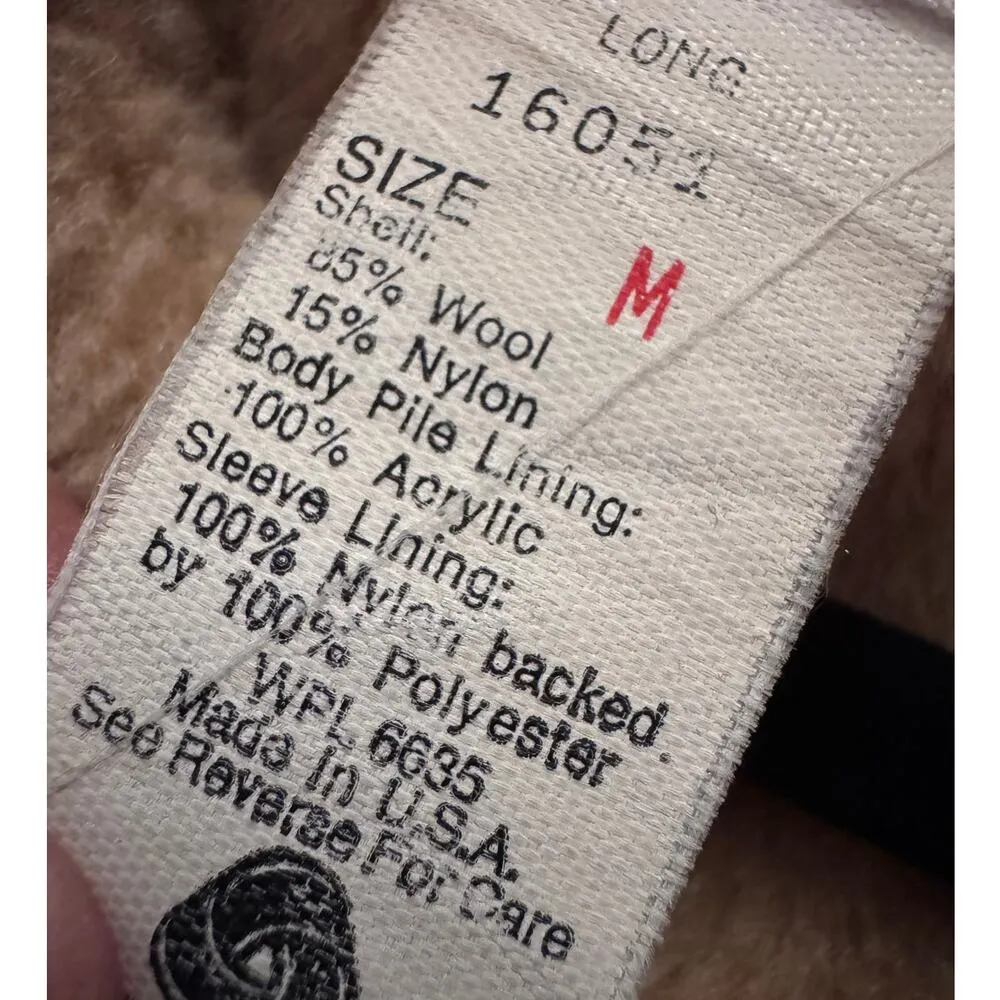 LONG
16051
SIZE
M
Shell:
85% Wool
15% Nylon
Body Pile Lining:
100% Acrylic
Sleeve Lining:
100% Nylon backed
by 100% Polyester
WPL 6635
Made In U.S.A.
See Reverse For Care